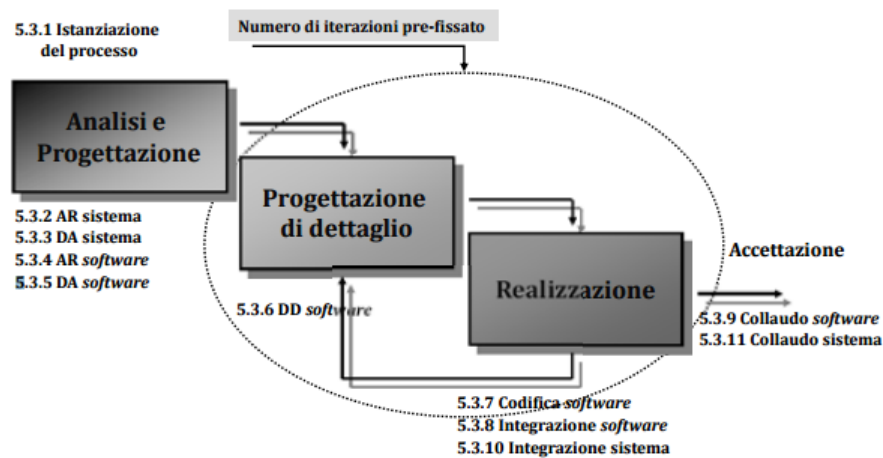 5.3.1 Istanziazione
del processo
Numero di iterazioni pre-fissato
Analisi e
Progettazione
5.3.2 AR sistema
5.3.3 DA sistema
5.3.4 AR software
5.3.5 DA software
Progettazione
di dettaglio
5.3.6 DD software
Realizzazione
Accettazione
5.3.9 Collaudo software
5.3.11 Collaudo sistema
5.3.7 Codifica software
5.3.8 Integrazione software
5.3.10 Integrazione sistema